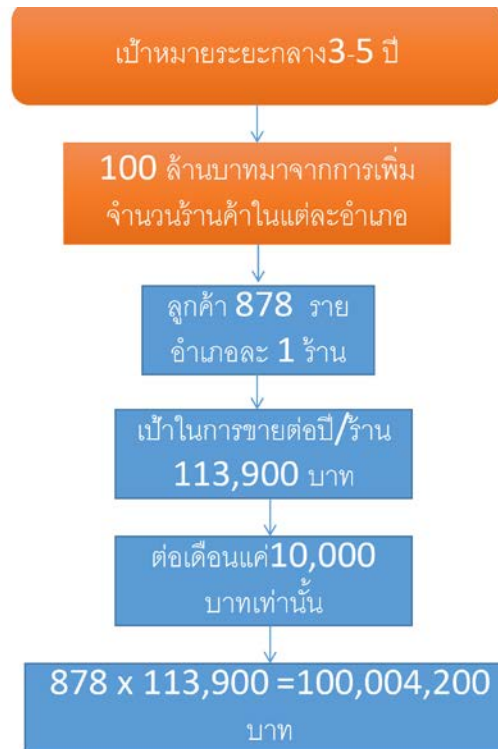 เป้าหมายระยะกลาง3-5 ปี
100 ล้านบาทมาจากการเพิ่ม
จำนวนร้านค้าในแต่ละอำเภอ
ลูกค้า 878 ราย
อำเภอละ 1 ร้าน
เป้าในการขายต่อปี/ร้าน
113,900 บาท
ต่อเดือนแค่10,000
บาทเท่านั้น
878 x 113,900 =100,004,200
บาท